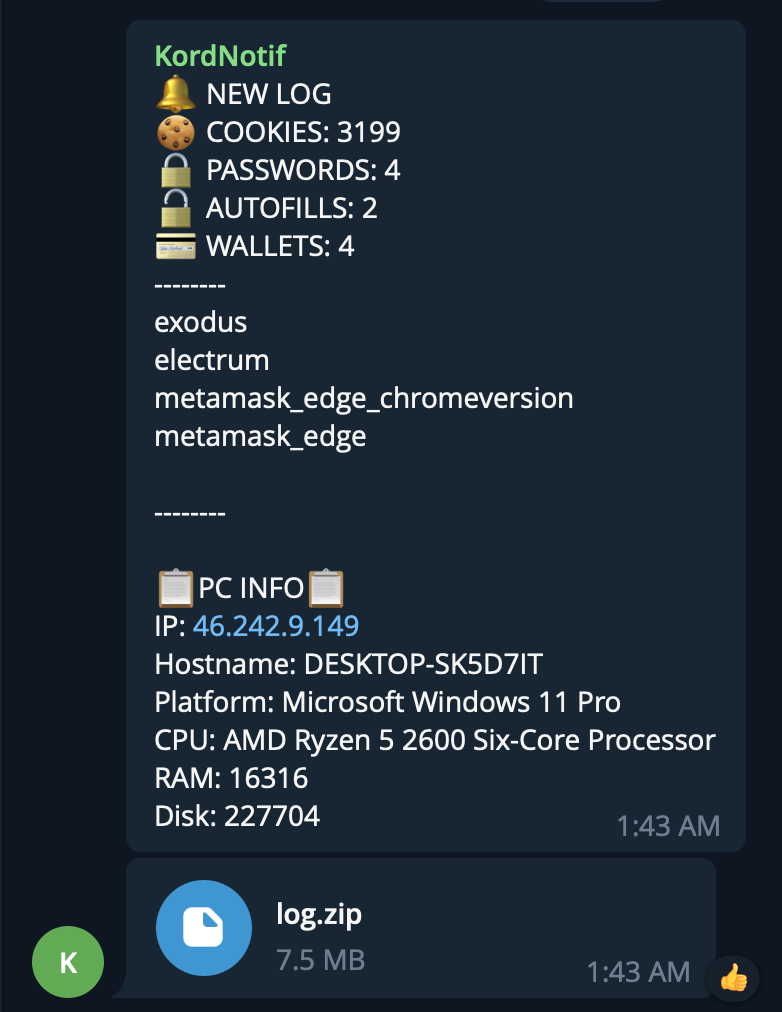 KordNotif
🔔 NEW LOG
🍪 COOKIES: 3199
🔒 PASSWORDS: 4
🔓 AUTOFILLS: 2
💳 WALLETS: 4
--------
exodus
electrum
metamask_edge_chromeversion
metamask_edge
--------
📋PC INFO📋
IP: 46.242.9.149
Hostname: DESKTOP-SK5D7IT
Platform: Microsoft Windows 11 Pro
CPU: AMD Ryzen 5 2600 Six-Core Processor
RAM: 16316
Disk: 227704
1:43 AM
log.zip
7.5 MB
1:43 AM
K
👍